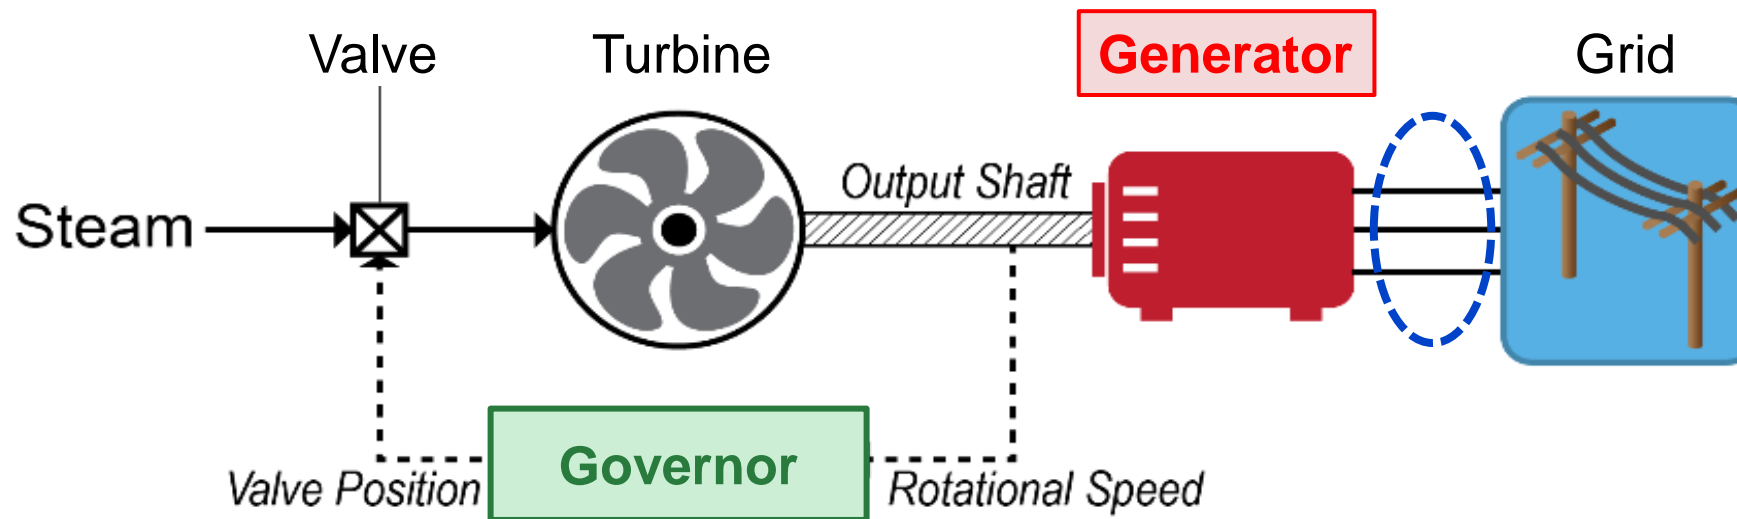 Valve
Turbine
Generator
Grid
Output Shaft
Steam
Governor
Valve Position
Rotational Speed